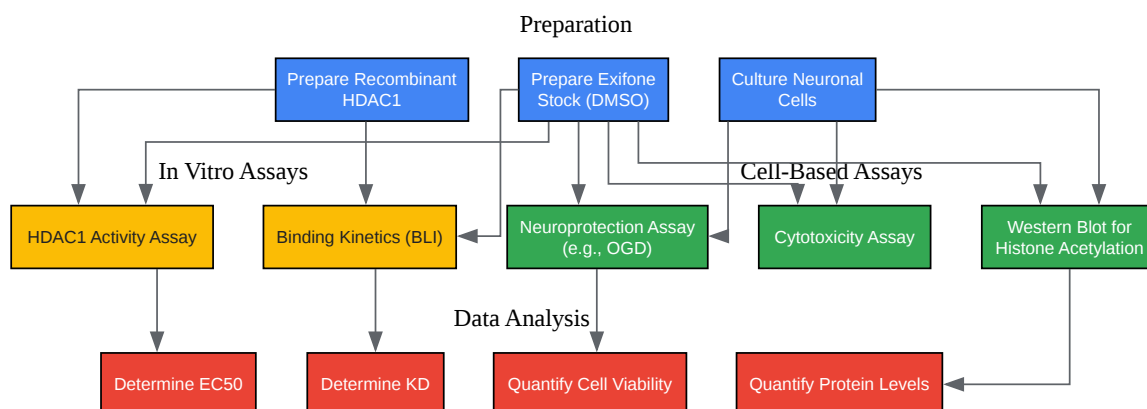 Preparation
Prepare Recombinant
HDAC1
Prepare Exifone
Stock (DMSO)
Culture Neuronal
Cells
In Vitro Assays
Cell-Based Assays
HDAC1 Activity Assay
Binding Kinetics (BLI)
Neuroprotection Assay
(e.g., OGD)
Cytotoxicity Assay
Western Blot for
Histone Acetylation
Data Analysis
Determine EC50
Determine KD
Quantify Cell Viability
Quantify Protein Levels